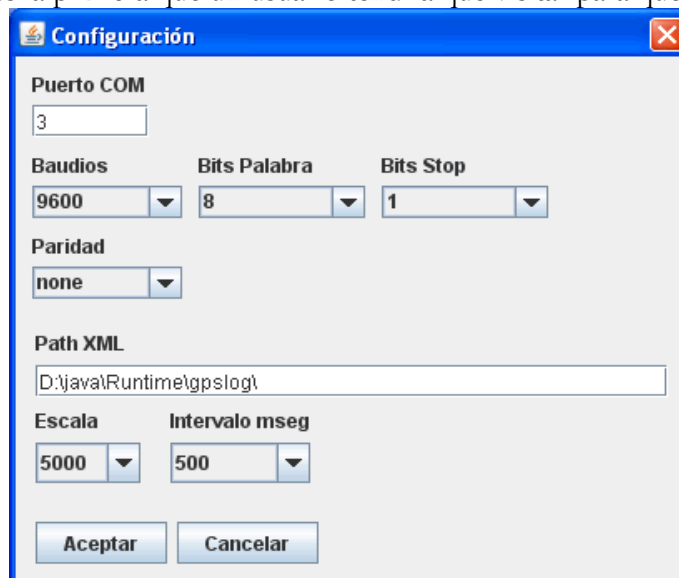 Configuración
Puerto COM
3
Baudios Bits Palabra Bits Stop
9600 8 1
Paridad
none
Path XML
D:\java\Runtime\gpslog\
Escala Intervalo mseg
5000 500
Aceptar Cancelar